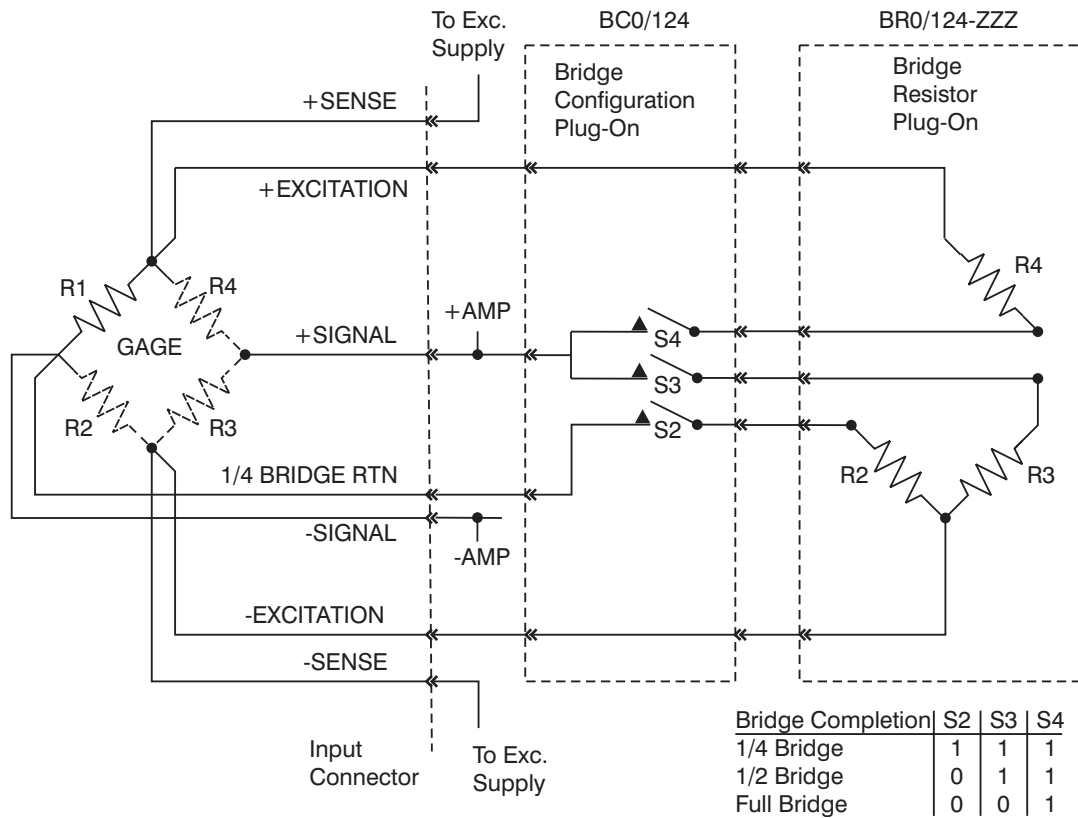 To Exc.
Supply
BC0/124
BR0/124-ZZZ
Bridge
Configuration
Plug-On
Bridge
Resistor
Plug-On
+SENSE
+EXCITATION
R1
R4
R4
GAGE
+SIGNAL
+AMP
S4
S3
S2
R2
R3
R2
R3
1/4 BRIDGE RTN
-SIGNAL
-AMP
-EXCITATION
-SENSE
Input
Connector
To Exc.
Supply
Bridge Completion S2 S3 S4
1/4 Bridge 1 1 1
1/2 Bridge 0 1 1
Full Bridge 0 0 1